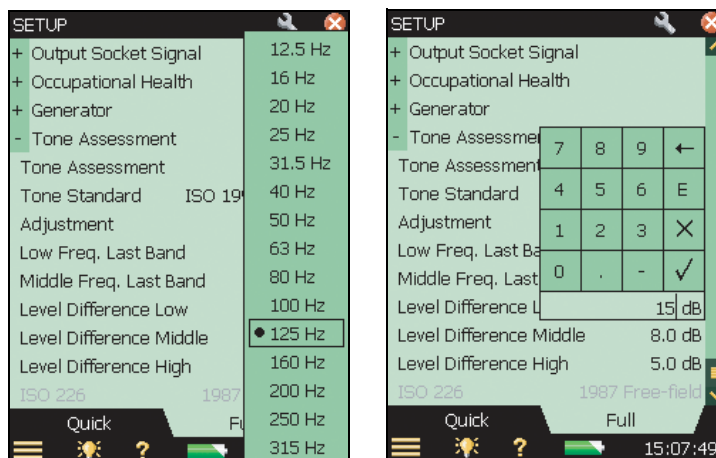 SETUP
+ Output Socket Signal
+ Occupational Health
+ Generator
- Tone Assessment
Tone Assessment
Tone Standard ISO 19
Adjustment
Low Freq. Last Band
Middle Freq. Last Band
Level Difference Low
Level Difference Middle
Level Difference High
ISO 226 1987
Quick
?
12.5 Hz
16 Hz
20 Hz
25 Hz
31.5 Hz
40 Hz
50 Hz
63 Hz
80 Hz
100 Hz
125 Hz
160 Hz
200 Hz
250 Hz
315 Hz
SETUP
+ Output Socket Signal
+ Occupational Health
+ Generator
- Tone Assessmen
Tone Assessment
Tone Standard
Adjustment
Low Freq. Last Ba
Middle Freq. Last
7 8 9 ←
4 5 6 E
1 2 3 X
0 . - ✓
Level Difference L 15 dB
Level Difference Middle 8.0 dB
Level Difference High 5.0 dB
ISO 226 1987 Free-field
Quick Full
? 15:07:49